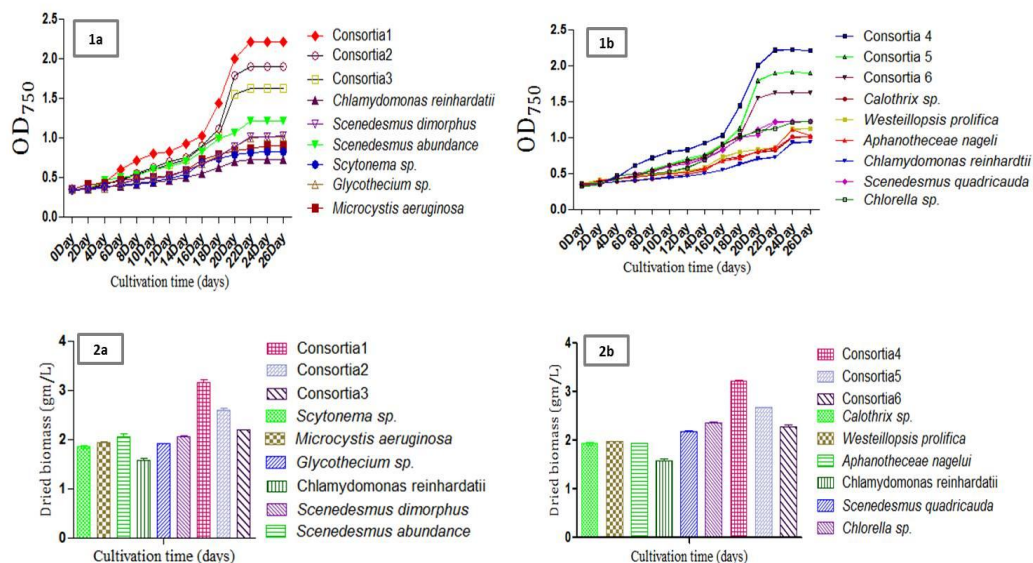 1a
2.5
2.0
1.5
1.0
0.5
0.0
OD750
0Day
2Day
4Day
6Day
8Day
10Day
12Day
14Day
16Day
18Day
20Day
22Day
24Day
26Day
Cultivation time (days)
Consortia1
Consortia2
Consortia3
Chlamydomonas reinhardatii
Scenedesmus dimorphus
Scenedesmus abundance
Scytonema sp.
Glycothecium sp.
Microcystis aeruginosa
1b
2.5
2.0
1.5
1.0
0.5
0.0
OD750
0Day
2Day
4Day
6Day
8Day
10Day
12Day
14Day
16Day
18Day
20Day
22Day
24Day
26Day
Cultivation time (days)
Consortia 4
Consortia 5
Consortia 6
Calothrix sp.
Westeillopsis prolifica
Aphanotheceae nageli
Chlamydomonas reinhardtii
Scenedesmus quadricauda
Chlorella sp.
2a
4
3
2
1
0
Dried biomass (gm/L)
Cultivation time (days)
Consortia1
Consortia2
Consortia3
Scytonema sp.
Microcystis aeruginosa
Glycothecium sp.
Chlamydomonas reinhardatii
Scenedesmus dimorphus
Scenedesmus abundance
2b
4
3
2
1
0
Dried biomass (gm/L)
Cultivation time (days)
Consortia4
Consortia5
Consortia6
Calothrix sp.
Westeillopsis prolifica
Aphanotheceae nagelui
Chlamydomonas reinhardatii
Scenedesmus quadricauda
Chlorella sp.